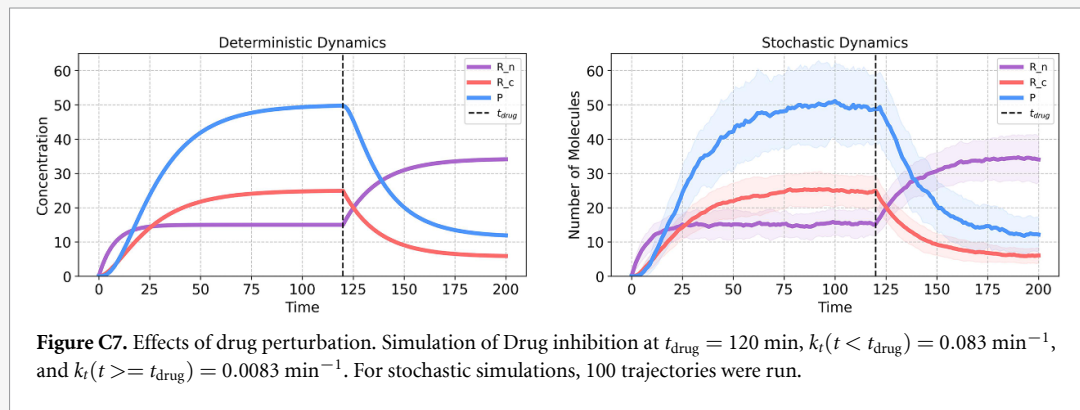 Deterministic Dynamics
60
50
40
30
20
10
0
Concentration
R_n
R_c
P
t_drug
0 25 50 75 100 125 150 175 200
Time
Stochastic Dynamics
60
50
40
30
20
10
0
Number of Molecules
R_n
R_c
P
t_drug
0 25 50 75 100 125 150 175 200
Time
Figure C7. Effects of drug perturbation. Simulation of Drug inhibition at t_drug = 120 min, k_t(t < t_drug) = 0.083 min⁻¹,
and k_t(t >= t_drug) = 0.0083 min⁻¹. For stochastic simulations, 100 trajectories were run.